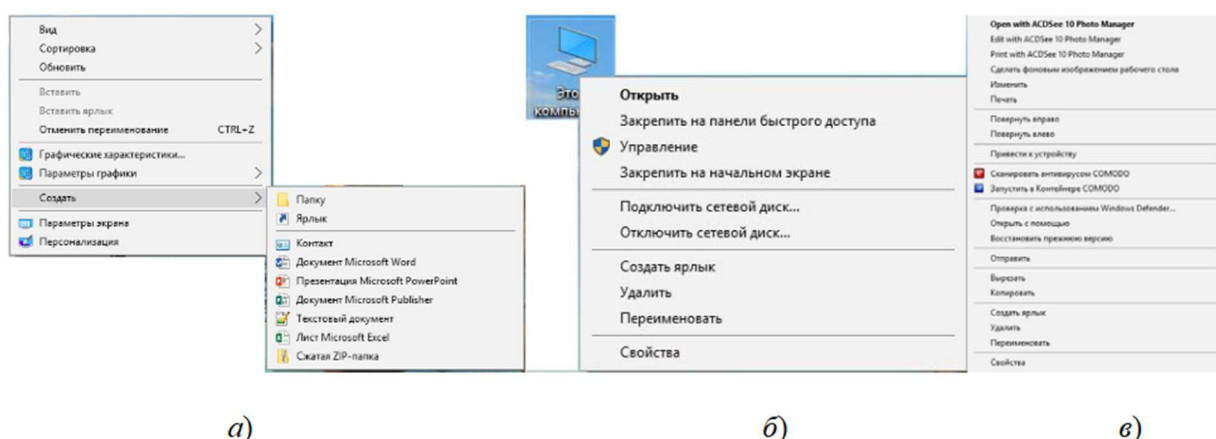 Вид
Сортировка
Обновить
Вставить
Вставить ярлык
Отменить переименование CTRL+Z
Графические характеристики...
Параметры графики
Создать
Параметры экрана
Персонализация
Папку
Ярлык
Контакт
Документ Microsoft Word
Презентация Microsoft PowerPoint
Документ Microsoft Publisher
Текстовый документ
Лист Microsoft Excel
Сжатая ZIP-папка
а)
Это
компь
Открыть
Закрепить на панели быстрого доступа
Управление
Закрепить на начальном экране
Подключить сетевой диск...
Отключить сетевой диск...
Создать ярлык
Удалить
Переименовать
Свойства
б)
Open with ACDSee 10 Photo Manager
Edit with ACDSee 10 Photo Manager
Print with ACDSee 10 Photo Manager
Сделать фоновым изображением рабочего стола
Изменить
Печать
Повернуть вправо
Повернуть влево
Привести к устройству
Сканировать антивирусом COMODO
Запустить в Контейнере COMODO
Проверка с использованием Windows Defender...
Открыть с помощью
Восстановить прежнюю версию
Отправить
Вырезать
Копировать
Создать ярлык
Удалить
Переименовать
Свойства
в)